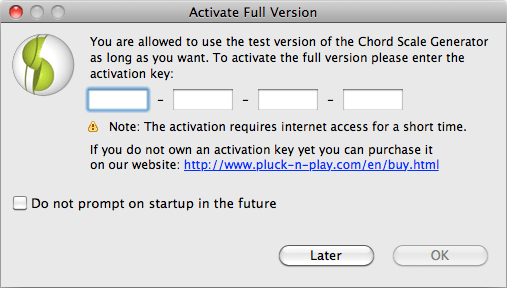 Activate Full Version
You are allowed to use the test version of the Chord Scale Generator
as long as you want. To activate the full version please enter the
activation key:
- - -
Note: The activation requires internet access for a short time.
If you do not own an activation key yet you can purchase it
on our website: http://www.pluck-n-play.com/en/buy.html
Do not prompt on startup in the future
Later OK